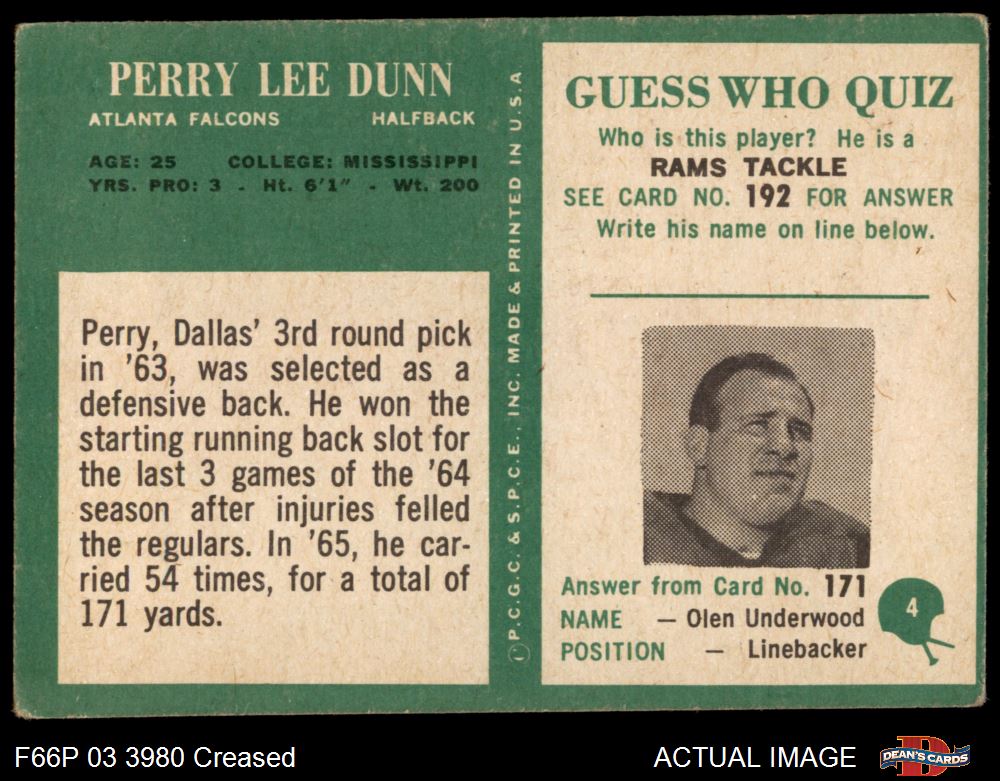 PERRY LEE DUNN
ATLANTA FALCONS HALFBACK
AGE: 25 COLLEGE: MISSISSIPPI
YRS. PRO: 3 - Ht. 6'1" - Wt. 200
Perry, Dallas' 3rd round pick
in '63, was selected as a
defensive back. He won the
starting running back slot for
the last 3 games of the '64
season after injuries felled
the regulars. In '65, he car-
ried 54 times, for a total of
171 yards.
©P.C.G.C. & S.P.C.E., INC. MADE & PRINTED IN U.S.A.
GUESS WHO QUIZ
Who is this player? He is a
RAMS TACKLE
SEE CARD NO. 192 FOR ANSWER
Write his name on line below.
Answer from Card No. 171
NAME — Olen Underwood
POSITION — Linebacker
4
F66P 03 3980 Creased
ACTUAL IMAGE
D
DEAN'S CARDS